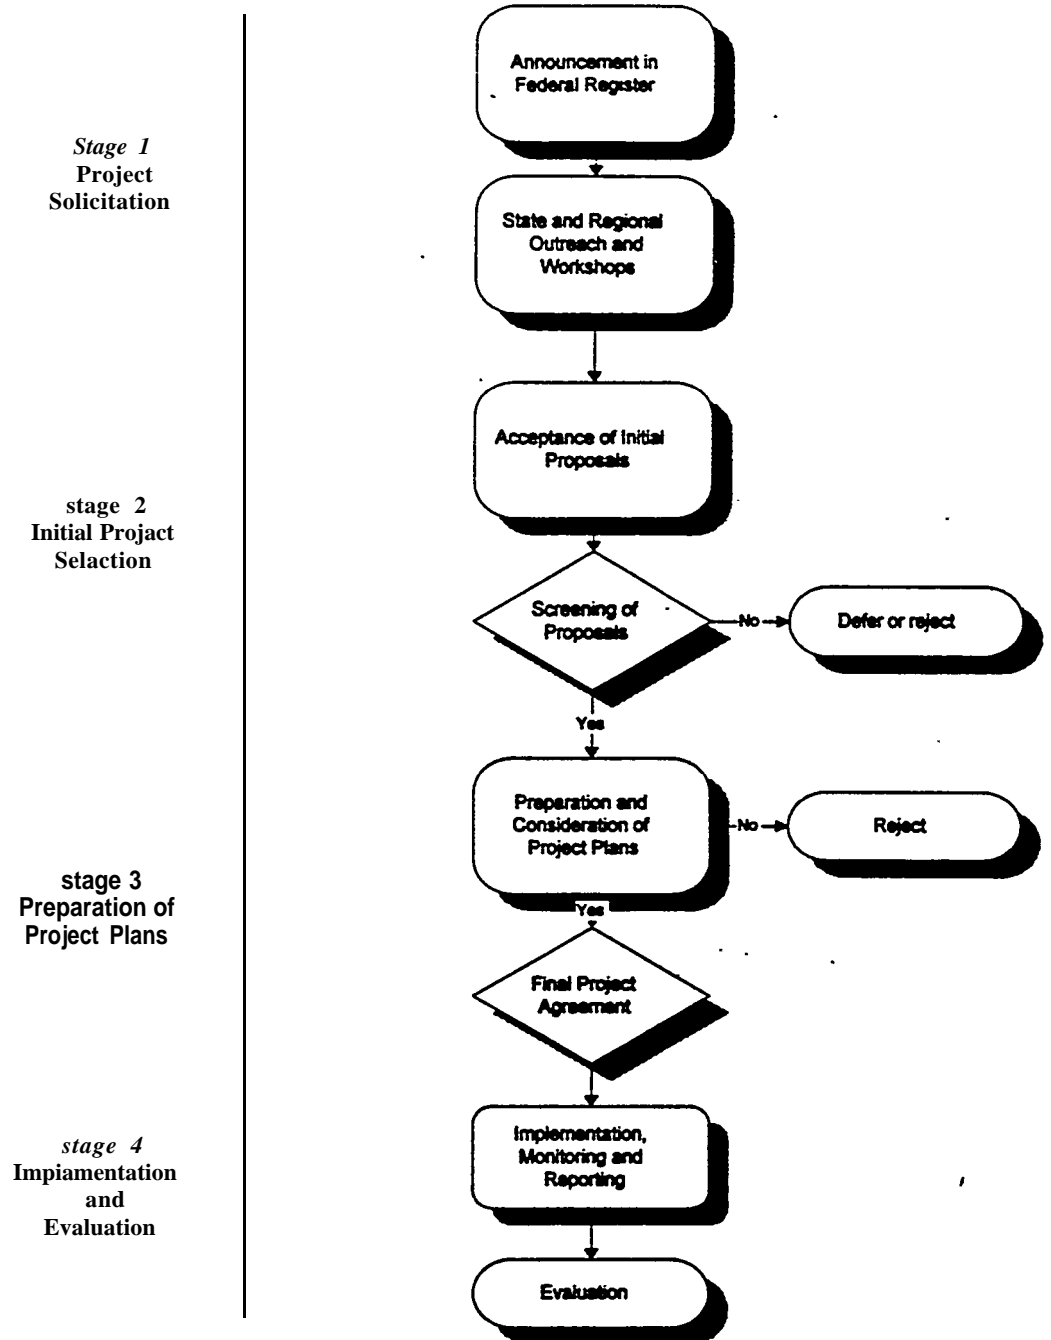 Announcement in
Federal Register
Stage 1
Project
Solicitation
State and Regional
Outreach and
Workshops
Acceptance of Initial
Proposals
stage 2
Initial Projact
Selaction
Screening of
Proposals
No
Defer or reject
Yes
Preparation and
Consideration of
Project Plans
No
Reject
stage 3
Preparation of
Project Plans
Yes
Final Project
Agreement
stage 4
Impiamentation
and
Evaluation
Implementation,
Monitoring and
Reporting
Evaluation